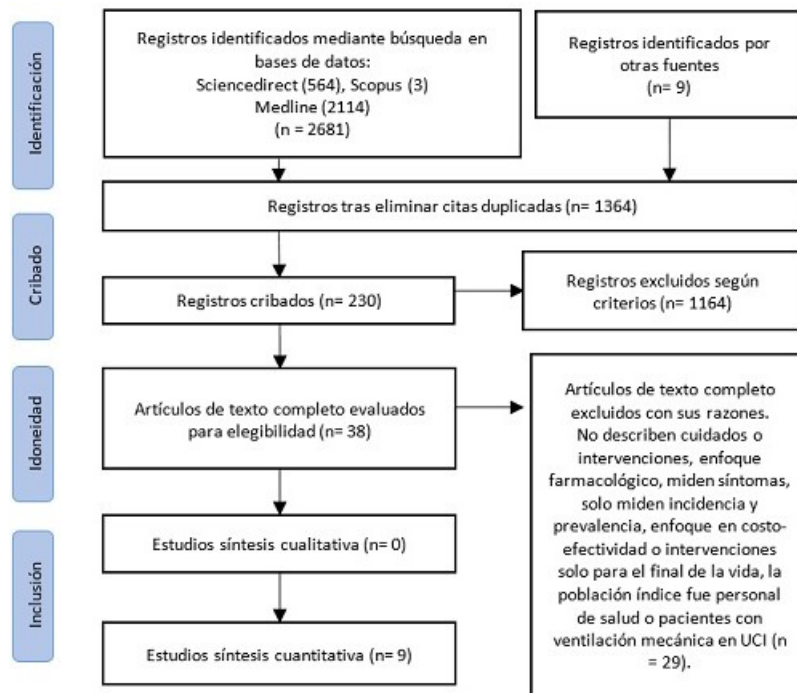 Identificación
Registros identificados mediante búsqueda en
bases de datos:
Sciencedirect (564), Scopus (3)
Medline (2114)
(n = 2681)
Registros identificados por
otras fuentes
(n= 9)
Registros tras eliminar citas duplicadas (n= 1364)
Cribado
Registros cribados (n= 230)
Registros excluidos según
criterios (n= 1164)
Idoneidad
Artículos de texto completo evaluados
para elegibilidad (n= 38)
Artículos de texto completo
excluidos con sus razones.
No describen cuidados o
intervenciones, enfoque
farmacológico, miden síntomas,
solo miden incidencia y
prevalencia, enfoque en costo-
efectividad o intervenciones
solo para el final de la vida, la
población índice fue personal
de salud o pacientes con
ventilación mecánica en UCI (n
= 29).
Inclusión
Estudios síntesis cualitativa (n= 0)
Estudios síntesis cuantitativa (n= 9)